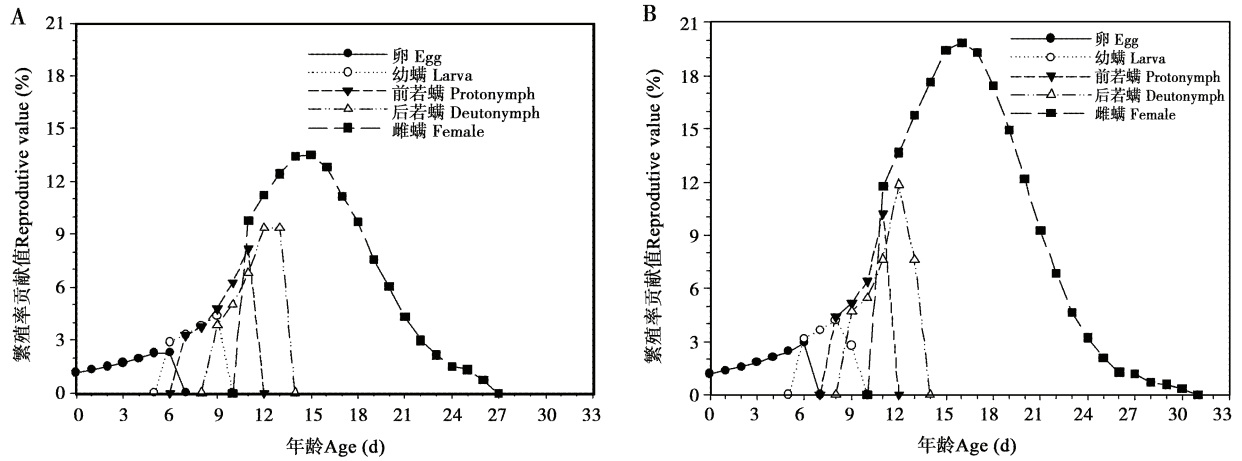 A
繁殖率贡献值Reprodutive value (%)
21
18
15
12
9
6
3
0
卵 Egg
幼螨 Larva
前若螨 Protonymph
后若螨 Deutonymph
雌螨 Female
0 3 6 9 12 15 18 21 24 27 30 33
年龄Age (d)
B
繁殖率贡献值Reprodutive value (%)
21
18
15
12
9
6
3
0
卵 Egg
幼螨 Larva
前若螨 Protonymph
后若螨 Deutonymph
雌螨 Female
0 3 6 9 12 15 18 21 24 27 30 33
年龄Age (d)